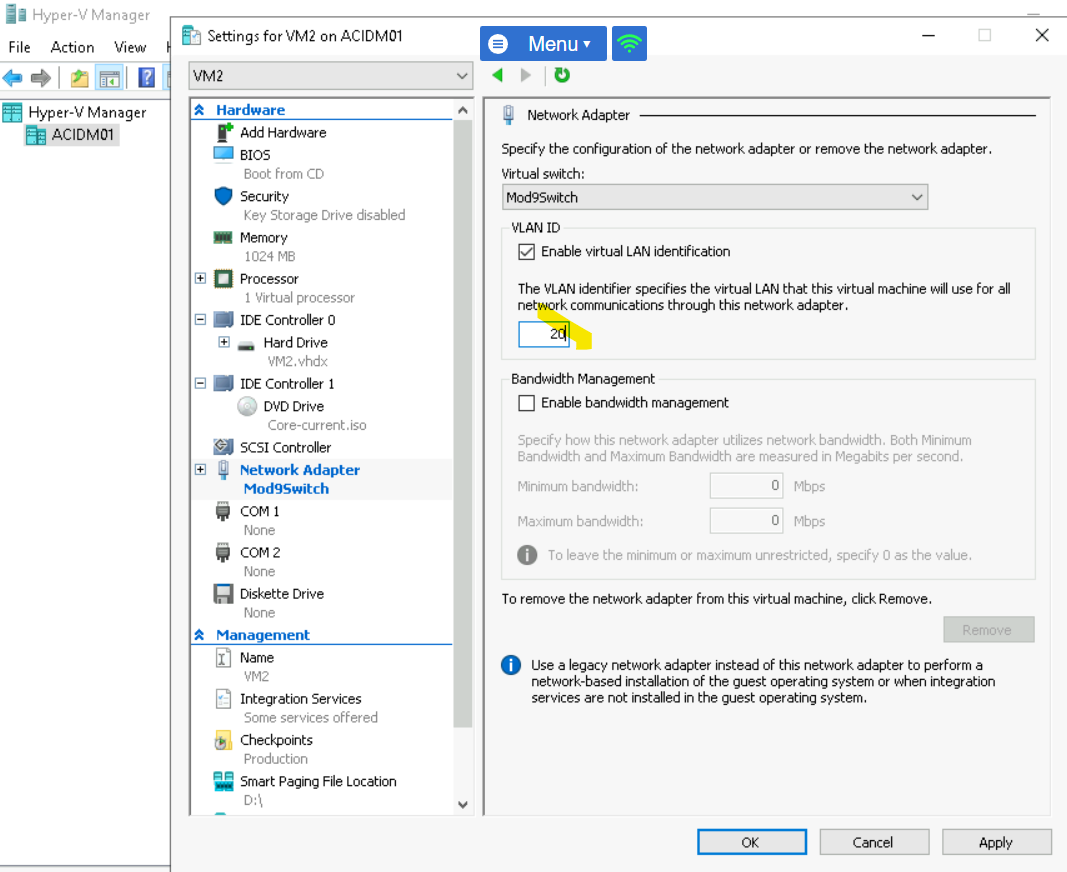 Hyper-V Manager
File Action View
Hyper-V Manager
ACIDM01
Settings for VM2 on ACIDM01
Menu
VM2
Hardware
Add Hardware
BIOS
Boot from CD
Security
Key Storage Drive disabled
Memory
1024 MB
Processor
1 Virtual processor
IDE Controller 0
Hard Drive
VM2.vhdx
IDE Controller 1
DVD Drive
Core-current.iso
SCSI Controller
Network Adapter
Mod9Switch
COM 1
None
COM 2
None
Diskette Drive
None
Management
Name
VM2
Integration Services
Some services offered
Checkpoints
Production
Smart Paging File Location
D:\
Network Adapter
Specify the configuration of the network adapter or remove the network adapter.
Virtual switch:
Mod9Switch
VLAN ID
Enable virtual LAN identification
The VLAN identifier specifies the virtual LAN that this virtual machine will use for all
network communications through this network adapter.
20
Bandwidth Management
Enable bandwidth management
Specify how this network adapter utilizes network bandwidth. Both Minimum
Bandwidth and Maximum Bandwidth are measured in Megabits per second.
Minimum bandwidth: 0 Mbps
Maximum bandwidth: 0 Mbps
To leave the minimum or maximum unrestricted, specify 0 as the value.
To remove the network adapter from this virtual machine, click Remove.
Remove
Use a legacy network adapter instead of this network adapter to perform a
network-based installation of the guest operating system or when integration
services are not installed in the guest operating system.
OK Cancel Apply